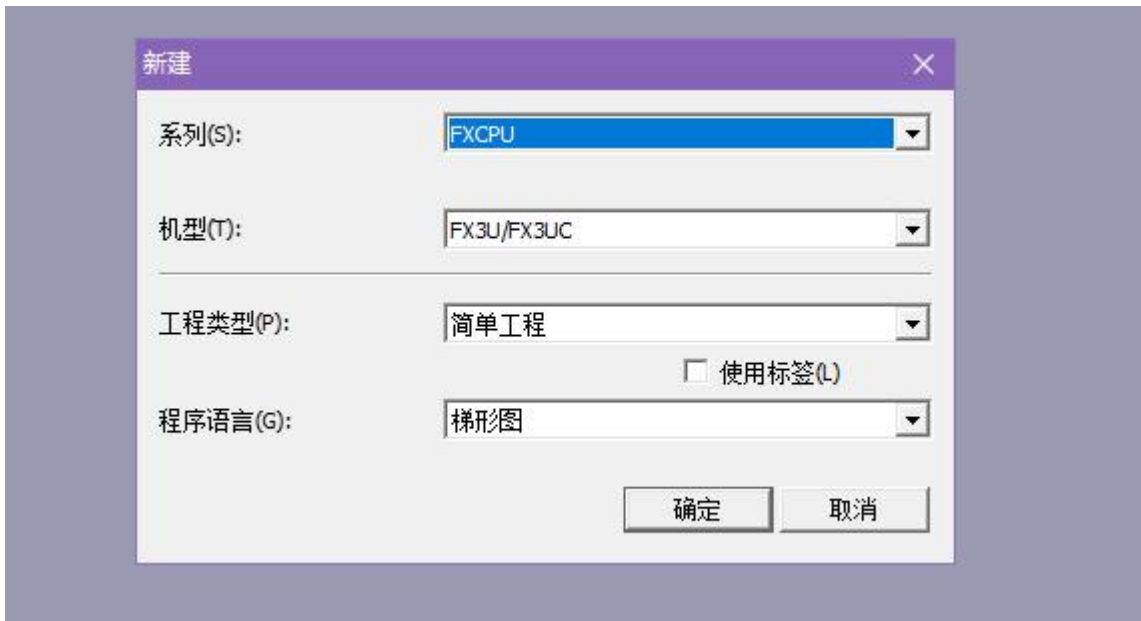 新建
系列(S): FXCPU
机型(T): FX3U/FX3UC
工程类型(P): 简单工程
使用标签(L)
程序语言(G): 梯形图
确定 取消